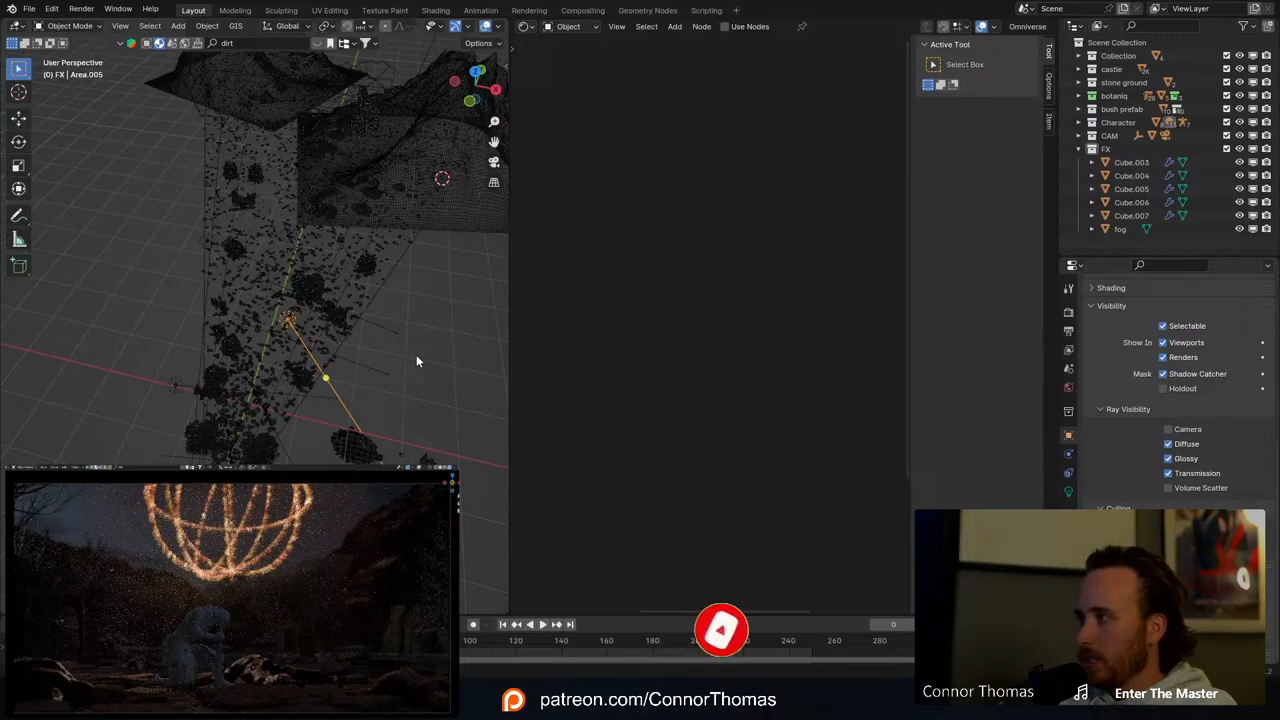 File Edit Render Window Help
Layout Modeling Sculpting UV Editing Texture Paint Shading Animation Rendering Compositing Geometry Nodes Scripting
Scene
ViewLayer
Object Mode View Select Add Object GIS Global
Object View Select Add Node Use Nodes
Omniverse
dirt
Options
User Perspective
(0) FX | Area.005
Active Tool
Select Box
Tool
Options
Item
Scene Collection
Collection
castle
stone ground
botaniq
bush prefab
Character
CAM
FX
Cube.003
Cube.004
Cube.005
Cube.006
Cube.007
fog
Shading
Visibility
Selectable
Show In Viewports
Renders
Mask Shadow Catcher
Holdout
Ray Visibility
Camera
Diffuse
Glossy
Transmission
Volume Scatter
Culling
0
100 120 140 160 180 220 240 260 280
patreon.com/ConnorThomas
Connor Thomas
Enter The Master